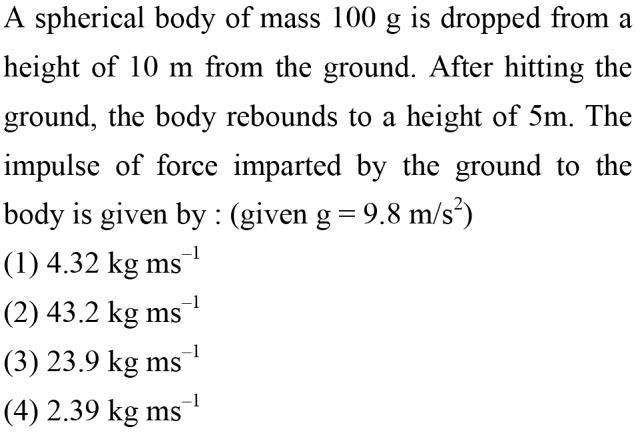 A spherical body of mass 100 g is dropped from a
height of 10 m from the ground. After hitting the
ground, the body rebounds to a height of 5m. The
impulse of force imparted by the ground to the
body is given by : (given g = 9.8 m/s²)
(1) 4.32 kg ms⁻¹
(2) 43.2 kg ms⁻¹
(3) 23.9 kg ms⁻¹
(4) 2.39 kg ms⁻¹